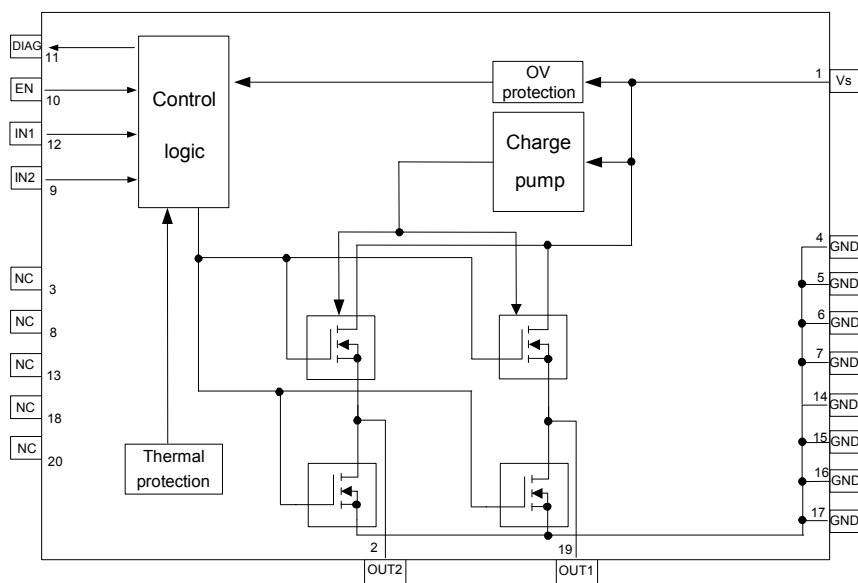 DIAG
11
EN
10
IN1
12
IN2
9
NC
3
NC
8
NC
13
NC
18
NC
20
Control
logic
Thermal
protection
OV
protection
Charge
pump
1
Vs
4
GND
5
GND
6
GND
7
GND
14
GND
15
GND
16
GND
17
GND
2
OUT2
19
OUT1